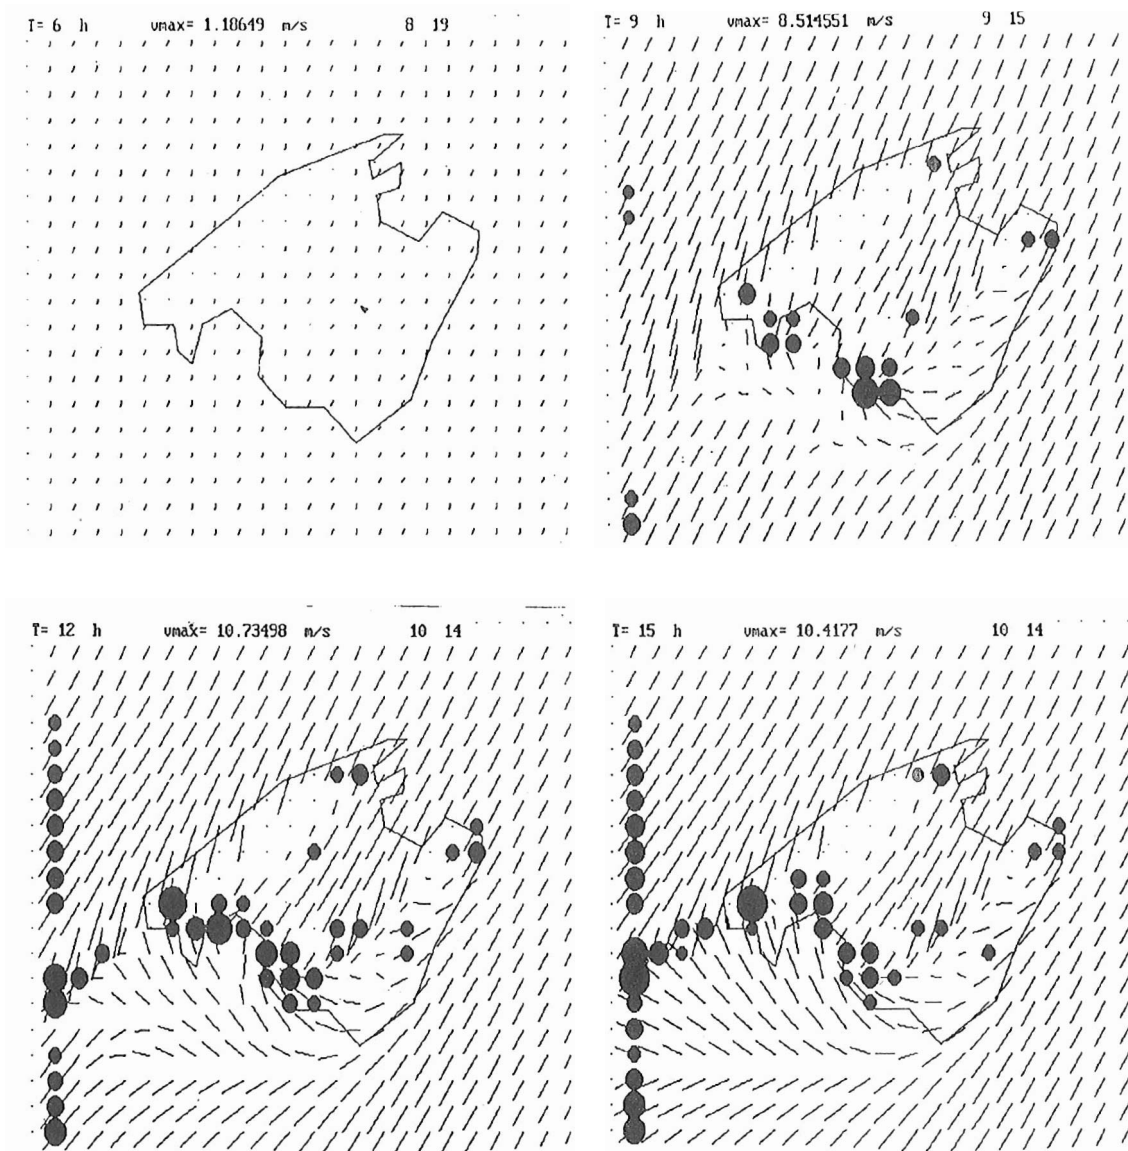 T= 6 h vmax= 1.18649 m/s 8 19
T= 9 h vmax= 8.514551 m/s 9 15
T= 12 h vmax= 10.73498 m/s 10 14
T= 15 h vmax= 10.4177 m/s 10 14